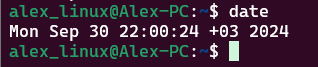 alex_linux@Alex-PC:~$ date
Mon Sep 30 22:00:24 +03 2024
alex_linux@Alex-PC:~$